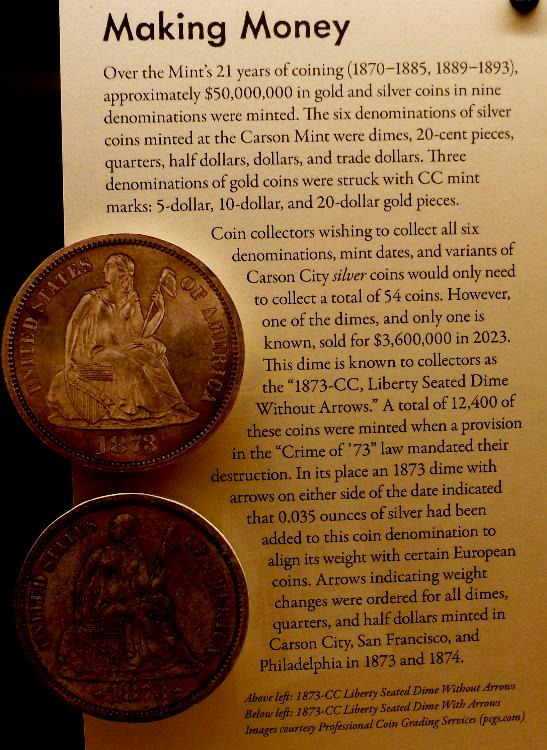 Making Money
Over the Mint's 21 years of coining (1870–1885, 1889–1893),
approximately $50,000,000 in gold and silver coins in nine
denominations were minted. The six denominations of silver
coins minted at the Carson Mint were dimes, 20-cent pieces,
quarters, half dollars, dollars, and trade dollars. Three
denominations of gold coins were struck with CC mint
marks: 5-dollar, 10-dollar, and 20-dollar gold pieces.
Coin collectors wishing to collect all six
denominations, mint dates, and variants of
Carson City silver coins would only need
to collect a total of 54 coins. However,
one of the dimes, and only one is
known, sold for $3,600,000 in 2023.
This dime is known to collectors as
the "1873-CC, Liberty Seated Dime
Without Arrows." A total of 12,400 of
these coins were minted when a provision
in the "Crime of '73" law mandated their
destruction. In its place an 1873 dime with
arrows on either side of the date indicated
that 0.035 ounces of silver had been
added to this coin denomination to
align its weight with certain European
coins. Arrows indicating weight
changes were ordered for all dimes,
quarters, and half dollars minted in
Carson City, San Francisco, and
Philadelphia in 1873 and 1874.
Above left: 1873-CC Liberty Seated Dime Without Arrows
Below left: 1873-CC Liberty Seated Dime With Arrows
Images courtesy Professional Coin Grading Services (pcgs.com)
UNITED STATES OF AMERICA
1873
UNITED STATES OF AMERICA
1873